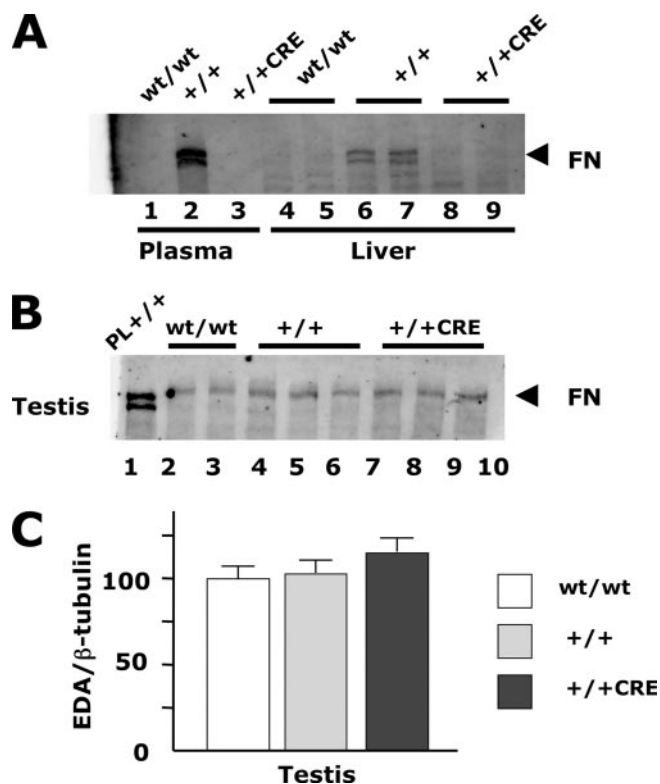 A
wt/wt +/+ +/+CRE wt/wt +/+ +/+CRE
FN
1 2 3 4 5 6 7 8 9
Plasma Liver
B
PL+/+ wt/wt +/+ +/+CRE
Testis FN
1 2 3 4 5 6 7 8 9 10
C
EDA/β-tubulin
100
50
0
Testis
wt/wt
+/+
+/+CRE